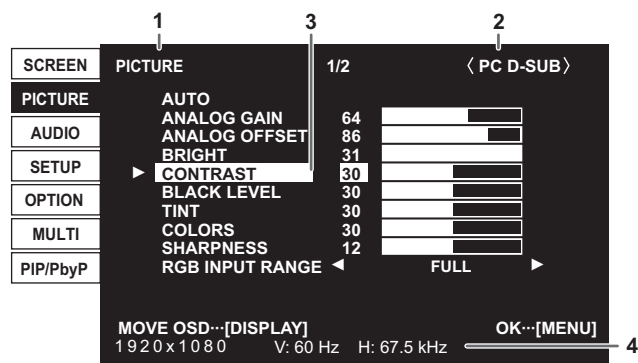 1 3 2
SCREEN
PICTURE
AUDIO
SETUP
OPTION
MULTI
PIP/PbyP
PICTURE 1/2 〈 PC D-SUB〉
AUTO
ANALOG GAIN 64
ANALOG OFFSET 86
BRIGHT 31
▶ CONTRAST 30
BLACK LEVEL 30
TINT 30
COLORS 30
SHARPNESS 12
RGB INPUT RANGE ◀ FULL ▶
MOVE OSD···[DISPLAY] OK···[MENU]
1920x1080 V: 60 Hz H: 67.5 kHz 4